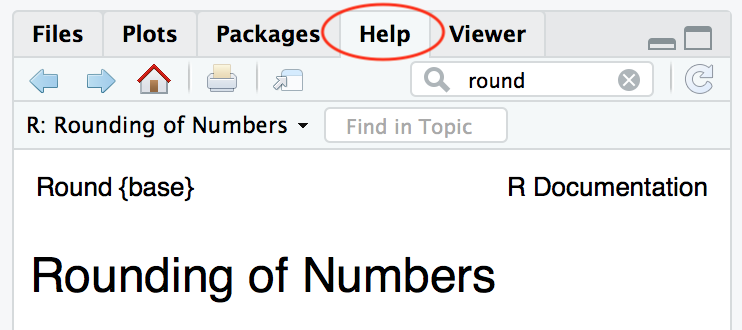 Files Plots Packages Help Viewer
round
R: Rounding of Numbers Find in Topic
Round {base} R Documentation
Rounding of Numbers